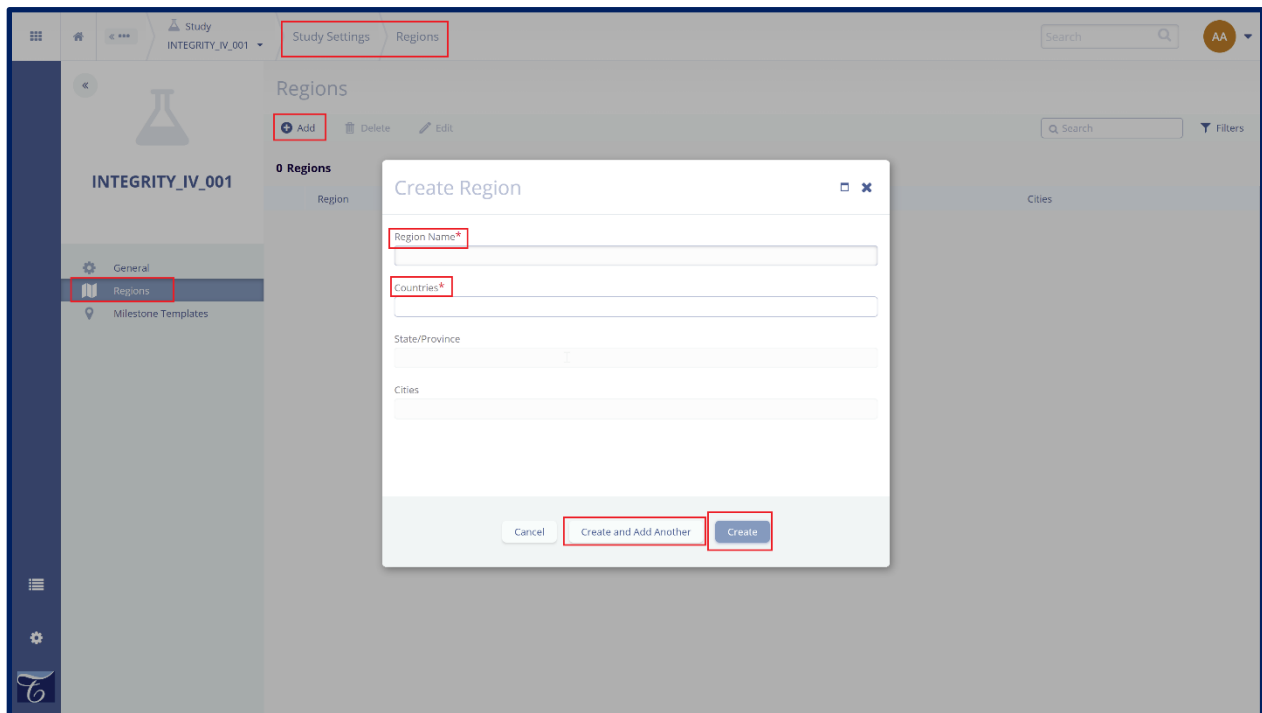 Study
INTEGRITY_IV_001
Study Settings
Regions
Search
AA
Regions
Add
Delete
Edit
Search
Filters
INTEGRITY_IV_001
0 Regions
Region
Cities
General
Regions
Milestone Templates
Create Region
Region Name*
Countries*
State/Province
Cities
Cancel
Create and Add Another
Create